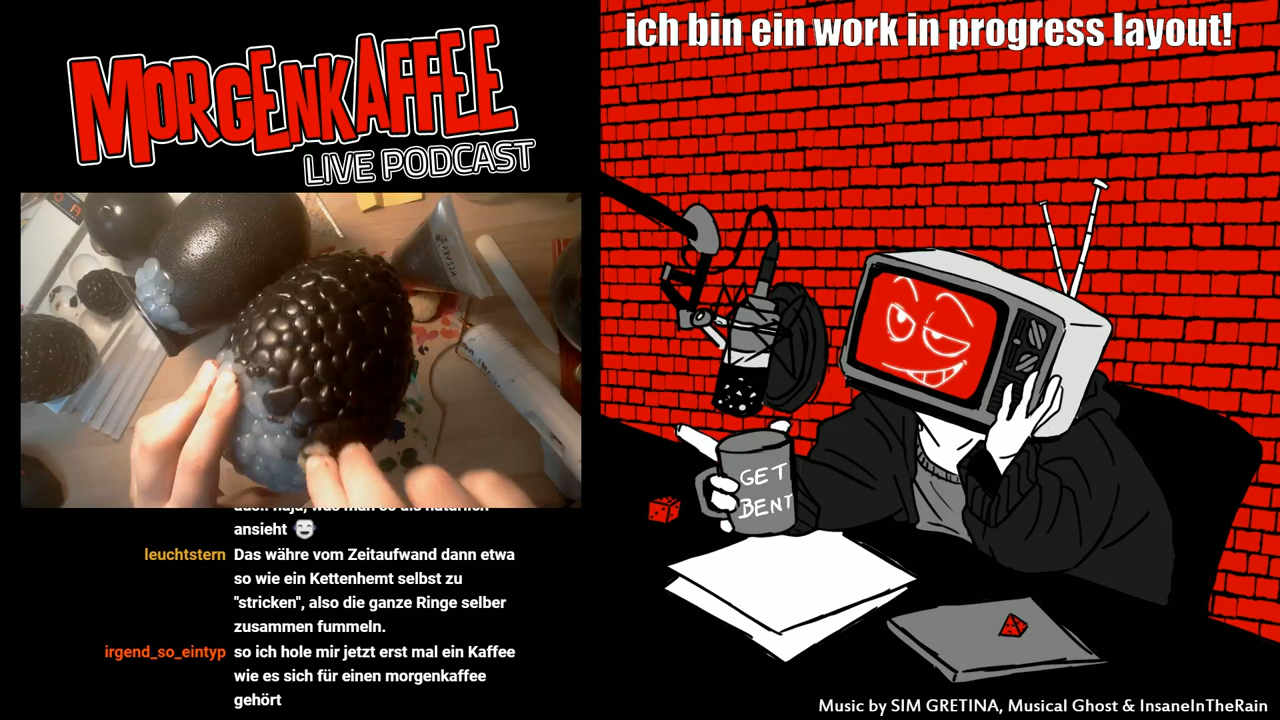 MORGENKAFFEE
LIVE PODCAST
ich bin ein work in progress layout!
GET
BENT
ansieht
leuchtstern Das währe vom Zeitaufwand dann etwa
so wie ein Kettenhemt selbst zu
"stricken", also die ganze Ringe selber
zusammen fummeln.
irgend_so_eintyp so ich hole mir jetzt erst mal ein Kaffee
wie es sich für einen morgenkaffee
gehört
Music by SIM GRETINA, Musical Ghost & InsaneInTheRain